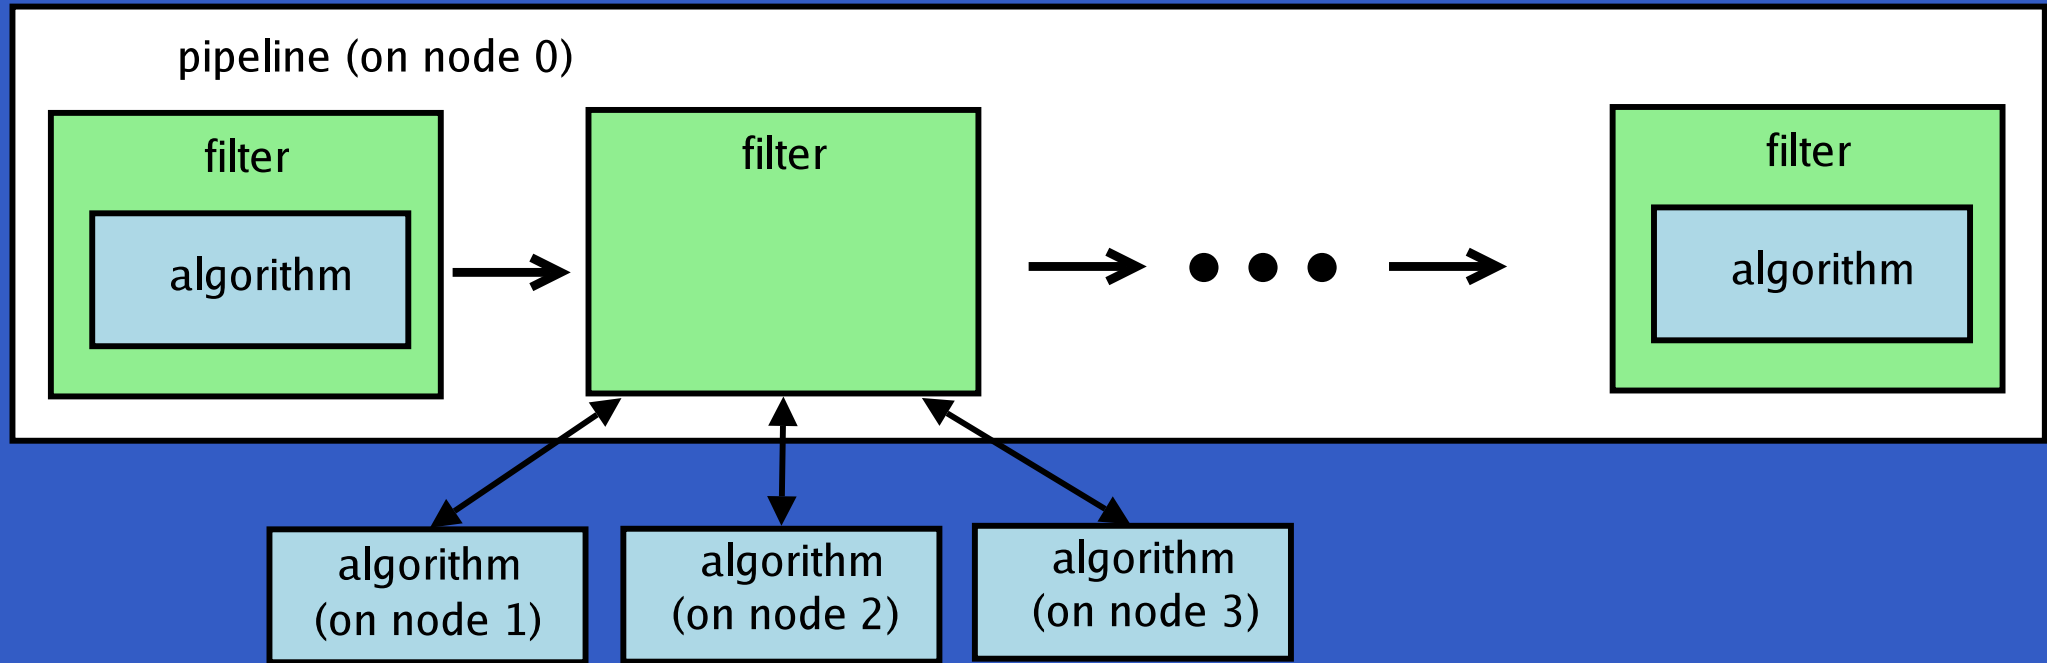 pipeline (on node 0)
filter
algorithm
filter
filter
algorithm
algorithm
(on node 1)
algorithm
(on node 2)
algorithm
(on node 3)